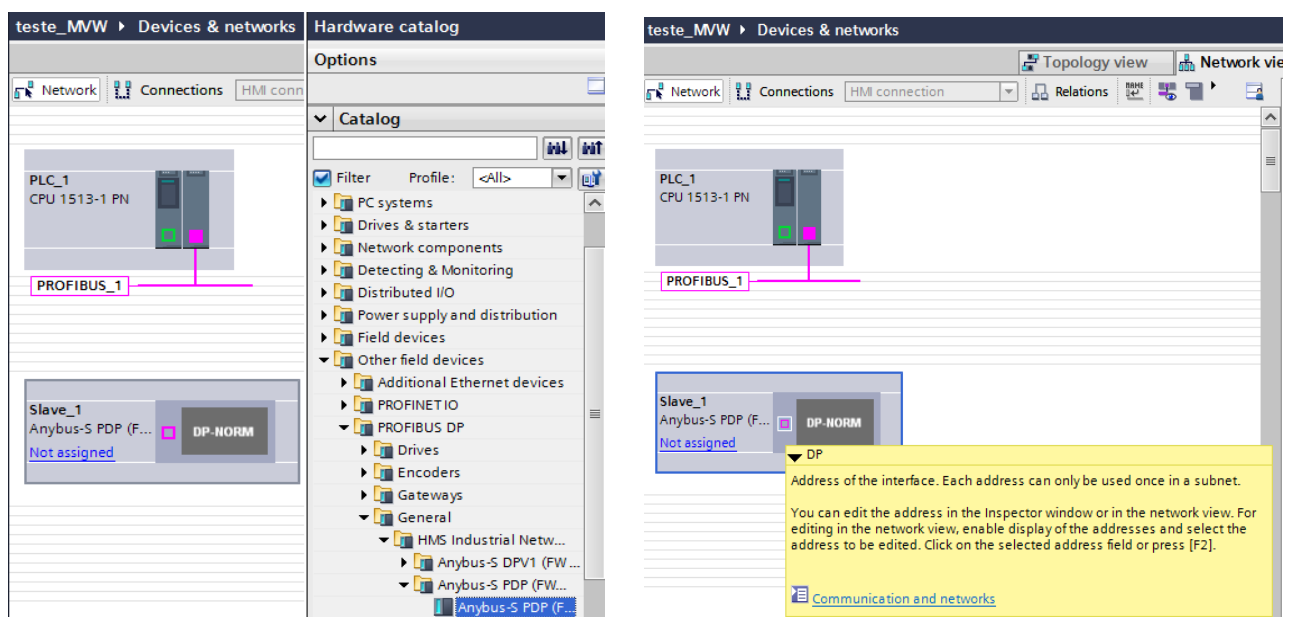 teste_MVW ▸ Devices & networks
Network
Connections
HMI conn
PLC_1
CPU 1513-1 PN
PROFIBUS_1
Slave_1
Anybus-S PDP (F...
DP-NORM
Not assigned
Hardware catalog
Options
Catalog
Filter
Profile:
<All>
PC systems
Drives & starters
Network components
Detecting & Monitoring
Distributed I/O
Power supply and distribution
Field devices
Other field devices
Additional Ethernet devices
PROFINET IO
PROFIBUS DP
Drives
Encoders
Gateways
General
HMS Industrial Netw...
Anybus-S DPV1 (FW ...
Anybus-S PDP (FW...
Anybus-S PDP (F...
teste_MVW ▸ Devices & networks
Topology view
Network vie
Network
Connections
HMI connection
Relations
NAME
PLC_1
CPU 1513-1 PN
PROFIBUS_1
Slave_1
Anybus-S PDP (F...
DP-NORM
Not assigned
DP
Address of the interface. Each address can only be used once in a subnet.
You can edit the address in the Inspector window or in the network view. For
editing in the network view, enable display of the addresses and select the
address to be edited. Click on the selected address field or press [F2].
Communication and networks